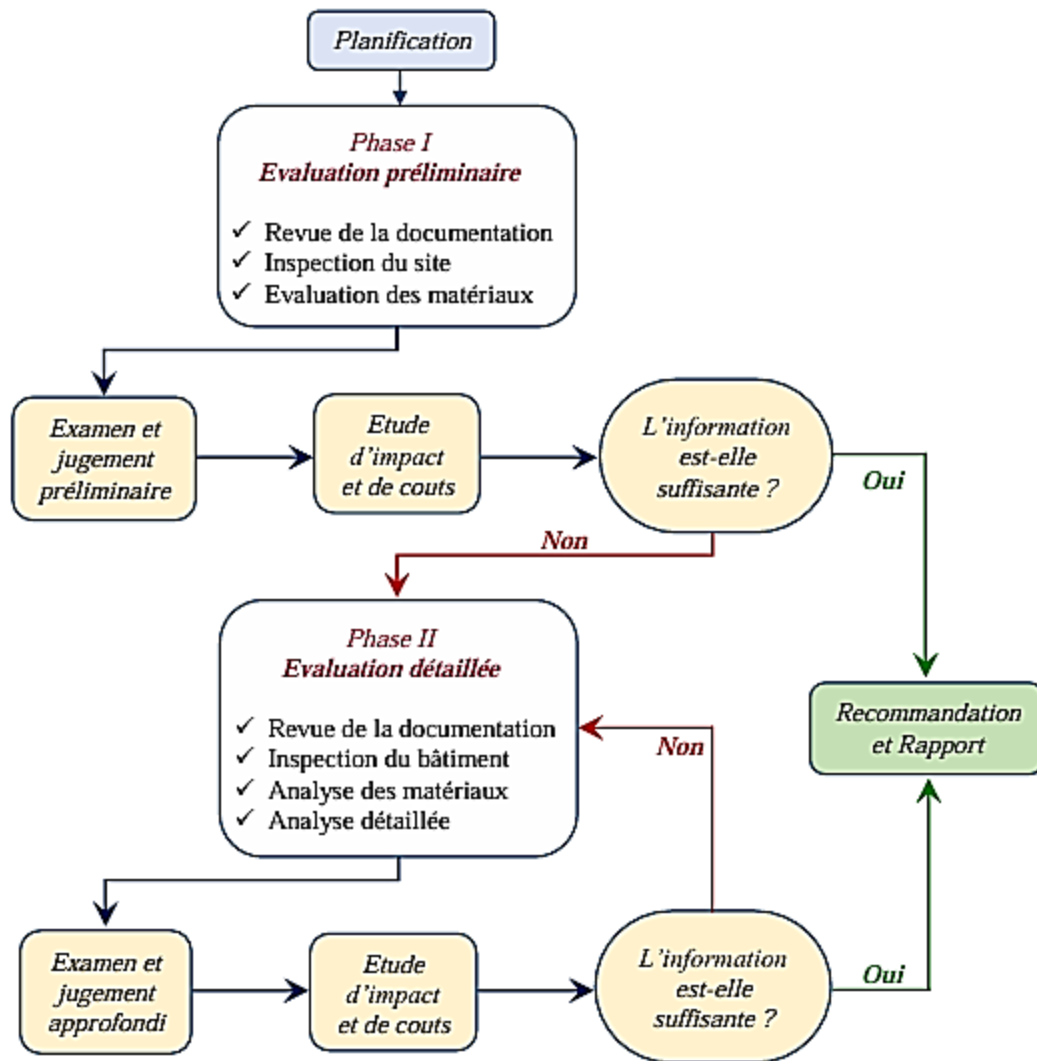 Planification
Phase I
Evaluation préliminaire
✓ Revue de la documentation
✓ Inspection du site
✓ Evaluation des matériaux
Examen et
jugement
préliminaire
Etude
d'impact
et de couts
L'information
est-elle
suffisante ?
Oui
Non
Phase II
Evaluation détaillée
✓ Revue de la documentation
✓ Inspection du bâtiment
✓ Analyse des matériaux
✓ Analyse détaillée
Non
Recommandation
et Rapport
Examen et
jugement
approfondi
Etude
d'impact
et de couts
L'information
est-elle
suffisante ?
Oui